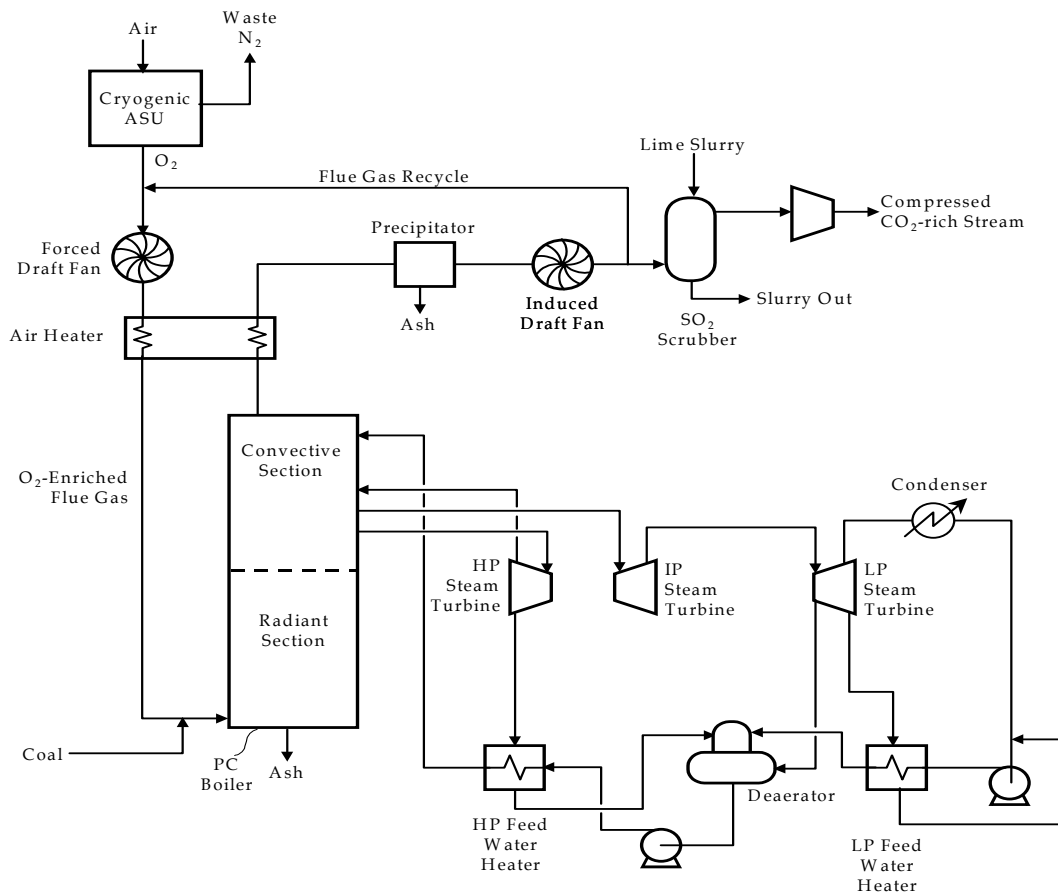 Air
Waste
N2
Cryogenic
ASU
O2
Flue Gas Recycle
Lime Slurry
Compressed
CO2-rich Stream
Precipitator
Forced
Draft Fan
Induced
Draft Fan
Slurry Out
Ash
SO2
Scrubber
Air Heater
Convective
Section
O2-Enriched
Flue Gas
Condenser
HP
Steam
Turbine
IP
Steam
Turbine
LP
Steam
Turbine
Radiant
Section
Coal
PC
Boiler
Ash
Deaerator
HP Feed
Water
Heater
LP Feed
Water
Heater